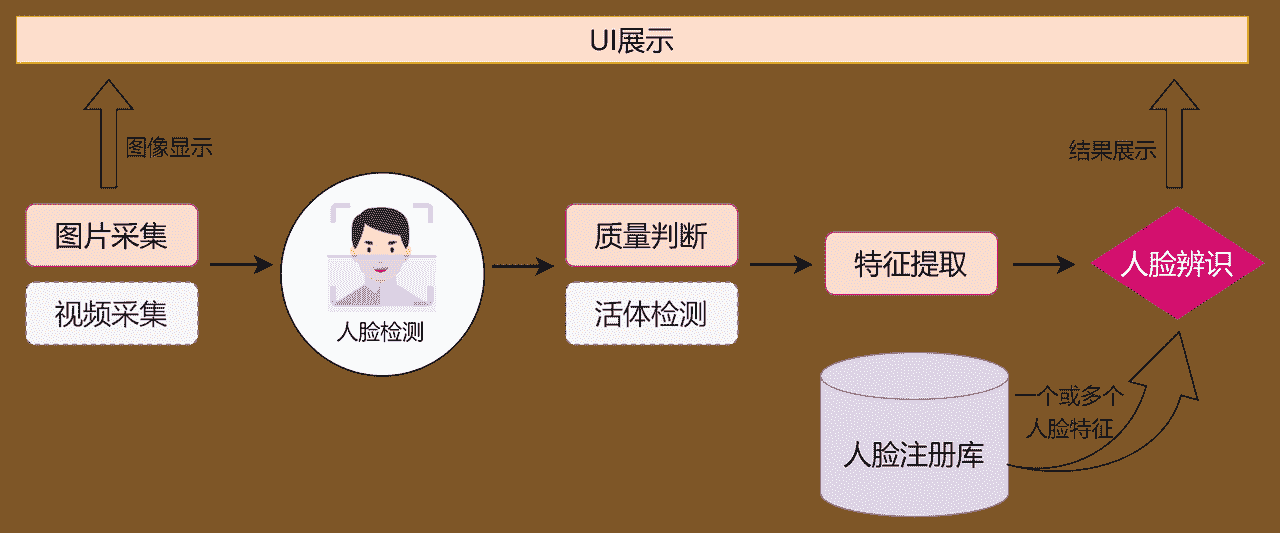 UI展示
图像显示
结果展示
图片采集
视频采集
人脸检测
质量判断
活体检测
特征提取
人脸辨识
一个或多个
人脸特征
人脸注册库